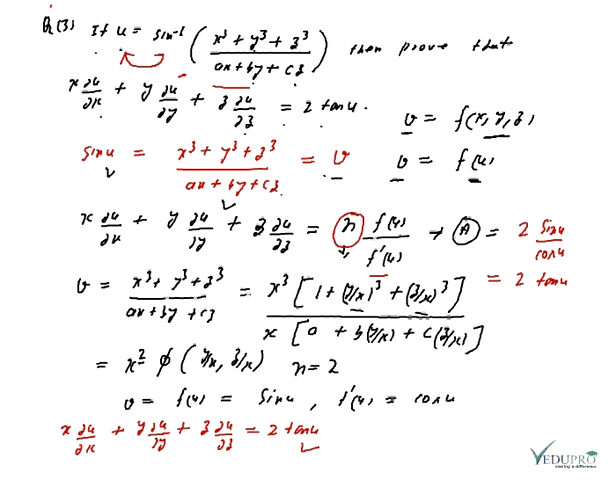 Q(3) If u = sin⁻¹ ( x³ + y³ + z³ / ax + by + cz ) then prove that
x ∂u/∂x + y ∂u/∂y + z ∂u/∂z = 2 tan u.
v = f(x, y, z)
sin u = x³ + y³ + z³ / ax + by + cz = v
v = f(u)
x ∂u/∂x + y ∂u/∂y + z ∂u/∂z = n f(u) / f'(u) → (A) = 2 sin u / cos u
= 2 tan u
v = x³ + y³ + z³ / ax + by + cz = x³ [ 1 + (y/x)³ + (z/x)³ ] / x [ a + b(y/x) + c(z/x) ]
= x² φ ( y/x, z/x ) n = 2
v = f(u) = sin u , f'(u) = cos u
x ∂u/∂x + y ∂u/∂y + z ∂u/∂z = 2 tan u
VEDUPRO